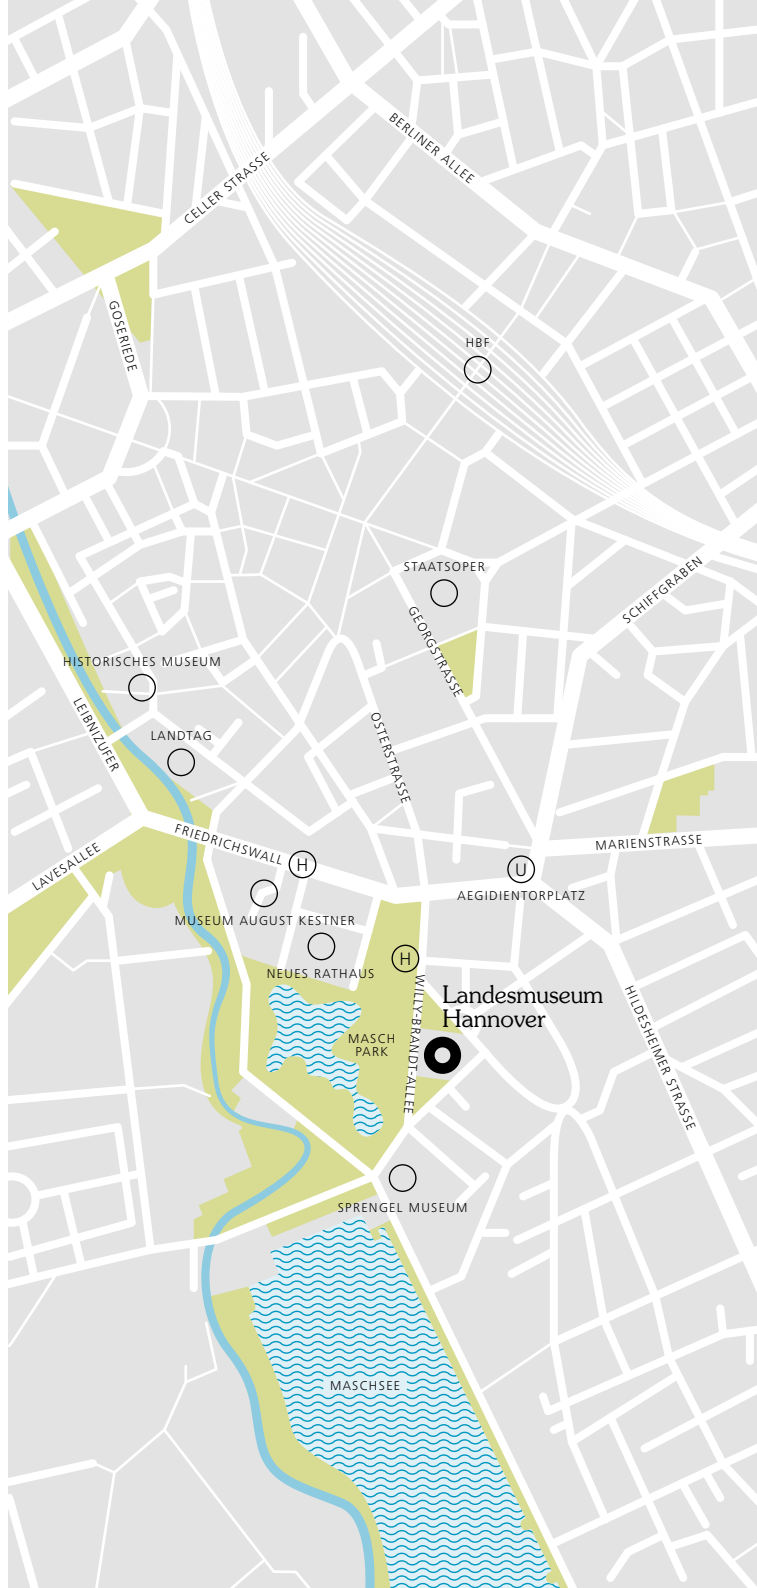 BERLINER ALLEE
CELLER STRASSE
GOSERIEDE
HBF
STAATSOPER
SCHIFFGRABEN
GEORGSTRASSE
HISTORISCHES MUSEUM
LEIBNIZUFER
OSTERSTRASSE
LANDTAG
FRIEDRICHSWALL
H
MARIENSTRASSE
LAVESALLEE
U
AEGIDIENTORPLATZ
MUSEUM AUGUST KESTNER
H
NEUES RATHAUS
WILLY-BRANDT-ALLEE
Landesmuseum
Hannover
HILDESHEIMER STRASSE
MASCH
PARK
SPRENGEL MUSEUM
MASCHSEE